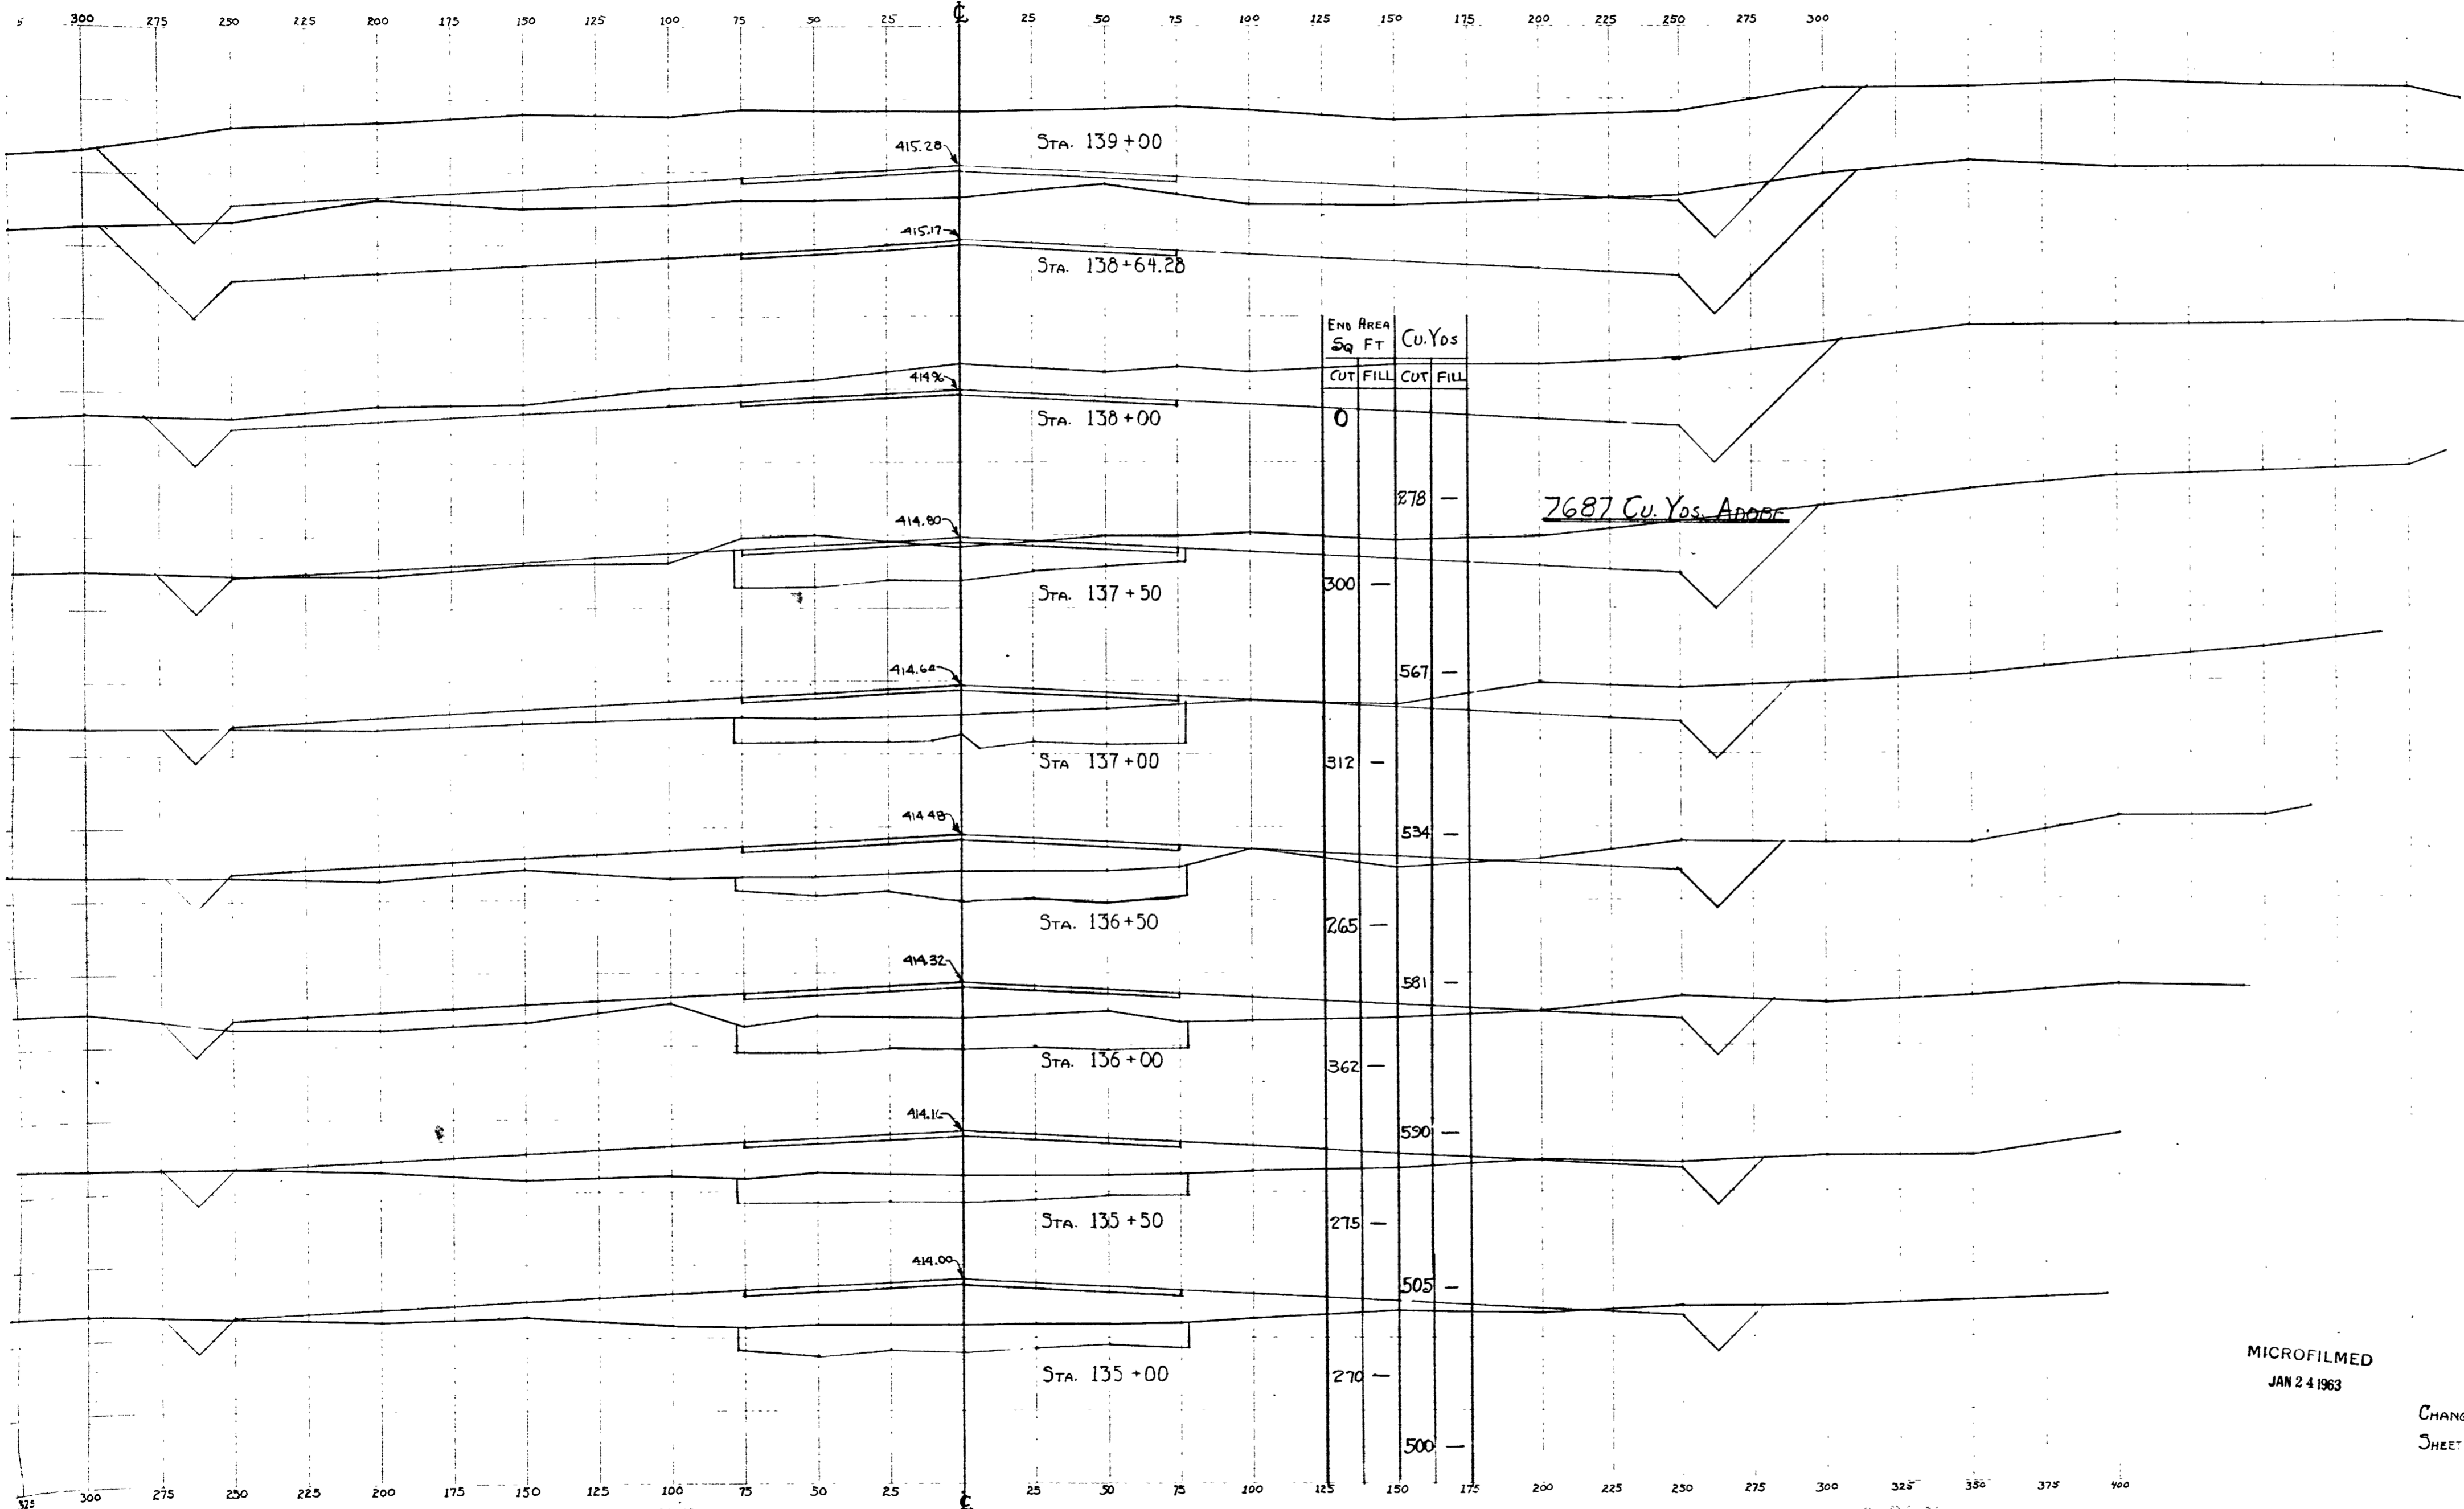 5 300 275 250 225 200 175 150 125 100 75 50 25 ℄ 25 50 75 100 125 150 175 200 225 250 275 300
STA. 139+00
415.28
415.17
STA. 138+64.28
END AREA
SQ FT
CU. YDS
CUT FILL CUT FILL
414.96
STA. 138+00
0
278 —
7687 CU. YDS. ADOBE
414.80
STA. 137+50
300 —
414.64
567 —
STA 137+00
312 —
414.48
534 —
STA. 136+50
265 —
414.32
581 —
STA. 136+00
362 —
414.16
590 —
STA. 135+50
275 —
414.00
505 —
STA. 135+00
270 —
MICROFILMED
JAN 24 1963
CHANG
SHEET
500 —
325 300 275 250 225 200 175 150 125 100 75 50 25 ℄ 25 50 75 100 125 150 175 200 225 250 275 300 325 350 375 400